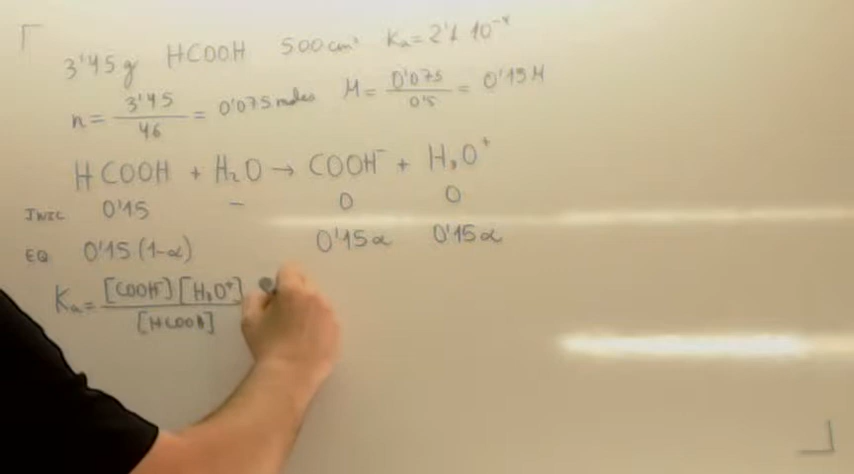 3'45 g HCOOH 500 cm³ Ka = 2'1 10⁻⁴
n = 3'45/46 = 0'075 moles M = 0'075/0'5 = 0'15 M
HCOOH + H₂O → COOH⁻ + H₃O⁺
INIC 0'15 – 0 0
EQ 0'15 (1-α) 0'15 α 0'15 α
Ka = [COOH⁻][H₃O⁺]/[HCOOH]